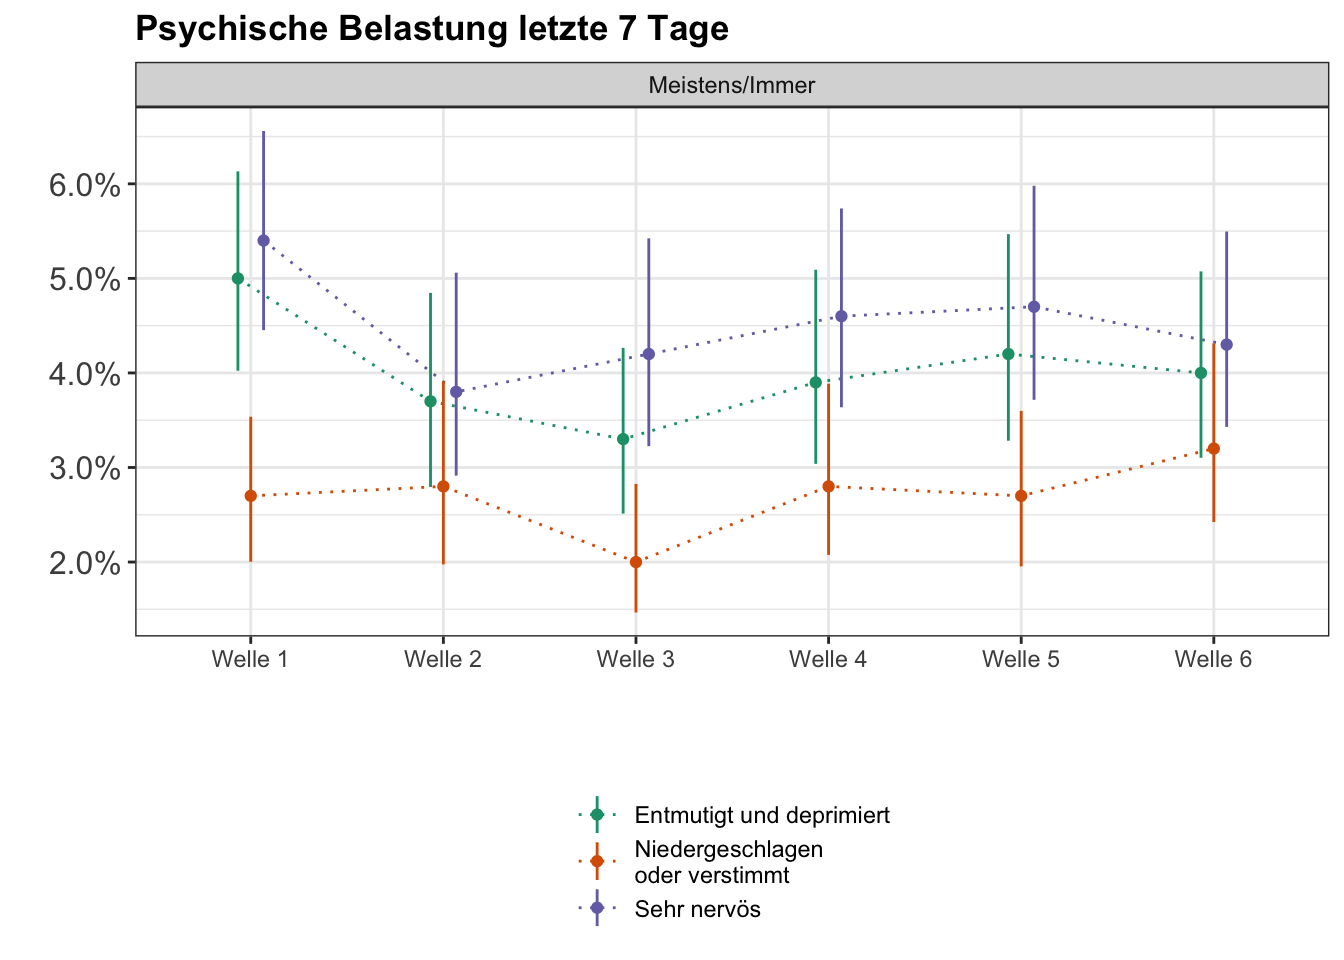 Psychische Belastung letzte 7 Tage
Meistens/Immer
6.0%
5.0%
4.0%
3.0%
2.0%
Welle 1 Welle 2 Welle 3 Welle 4 Welle 5 Welle 6
Entmutigt und deprimiert
Niedergeschlagen
oder verstimmt
Sehr nervös